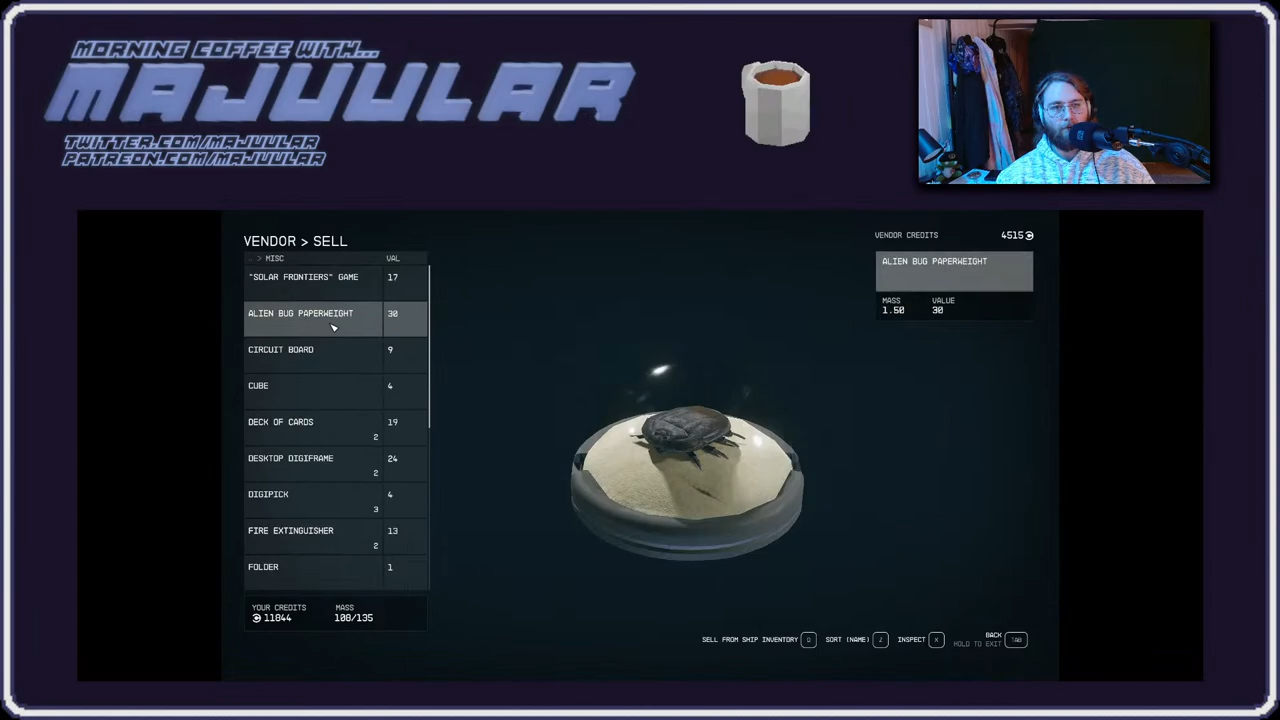 MORNING COFFEE WITH...
MAJUULAR
TWITTER.COM/MAJUULAR
PATREON.COM/MAJUULAR
VENDOR > SELL
VENDOR CREDITS 4515
.. > MISC VAL
"SOLAR FRONTIERS" GAME 17
ALIEN BUG PAPERWEIGHT 30
CIRCUIT BOARD 9
CUBE 4
DECK OF CARDS 19
2
DESKTOP DIGIFRAME 24
2
DIGIPICK 4
3
FIRE EXTINGUISHER 13
2
FOLDER 1
YOUR CREDITS MASS
11844 108/135
ALIEN BUG PAPERWEIGHT
MASS VALUE
1.50 30
SELL FROM SHIP INVENTORY Q SORT (NAME) Z INSPECT X BACK TAB
HOLD TO EXIT